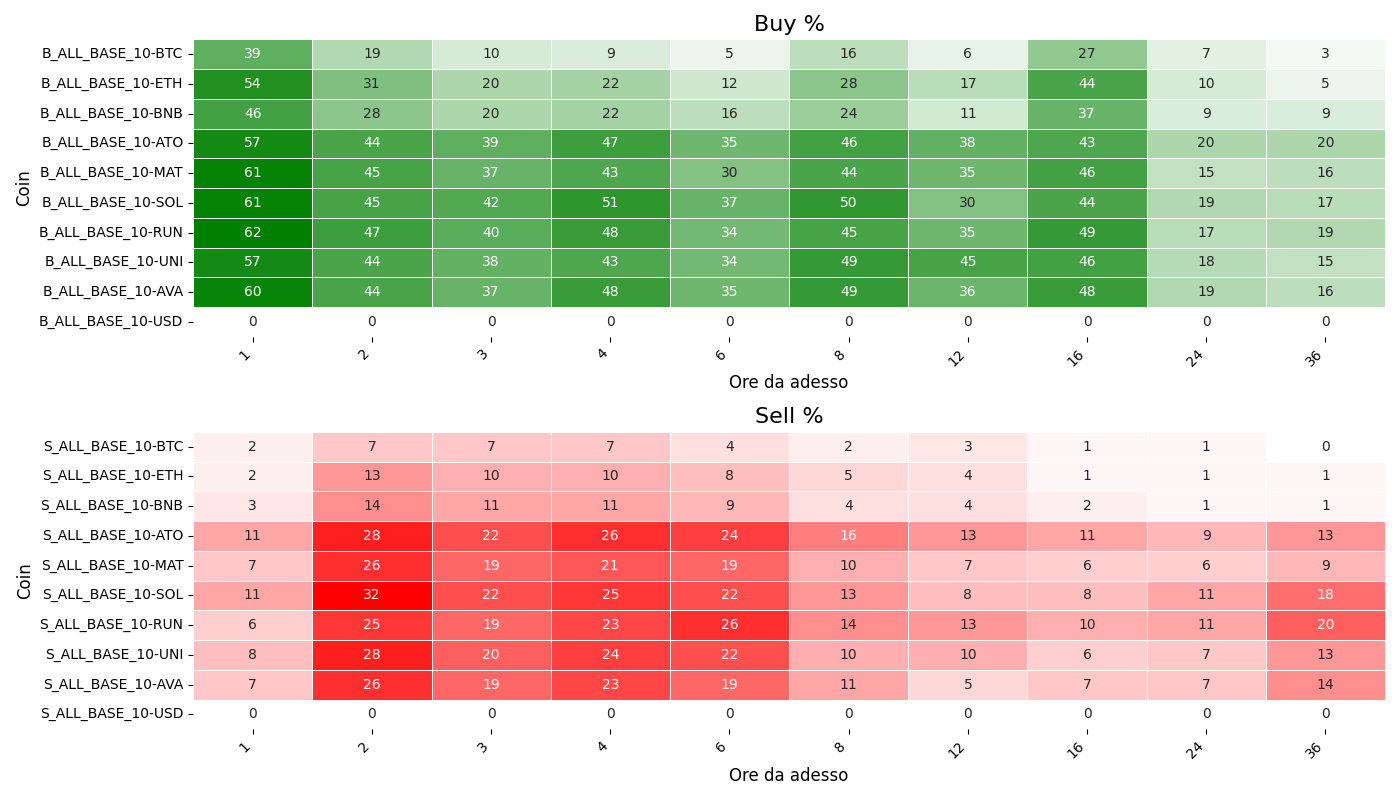 Buy %
Coin
B_ALL_BASE_10-BTC 39 19 10 9 5 16 6 27 7 3
B_ALL_BASE_10-ETH 54 31 20 22 12 28 17 44 10 5
B_ALL_BASE_10-BNB 46 28 20 22 16 24 11 37 9 9
B_ALL_BASE_10-ATO 57 44 39 47 35 46 38 43 20 20
B_ALL_BASE_10-MAT 61 45 37 43 30 44 35 46 15 16
B_ALL_BASE_10-SOL 61 45 42 51 37 50 30 44 19 17
B_ALL_BASE_10-RUN 62 47 40 48 34 45 35 49 17 19
B_ALL_BASE_10-UNI 57 44 38 43 34 49 45 46 18 15
B_ALL_BASE_10-AVA 60 44 37 48 35 49 36 48 19 16
B_ALL_BASE_10-USD 0 0 0 0 0 0 0 0 0 0
1 2 3 4 6 8 12 16 24 36
Ore da adesso
Sell %
Coin
S_ALL_BASE_10-BTC 2 7 7 7 4 2 3 1 1 0
S_ALL_BASE_10-ETH 2 13 10 10 8 5 4 1 1 1
S_ALL_BASE_10-BNB 3 14 11 11 9 4 4 2 1 1
S_ALL_BASE_10-ATO 11 28 22 26 24 16 13 11 9 13
S_ALL_BASE_10-MAT 7 26 19 21 19 10 7 6 6 9
S_ALL_BASE_10-SOL 11 32 22 25 22 13 8 8 11 18
S_ALL_BASE_10-RUN 6 25 19 23 26 14 13 10 11 20
S_ALL_BASE_10-UNI 8 28 20 24 22 10 10 6 7 13
S_ALL_BASE_10-AVA 7 26 19 23 19 11 5 7 7 14
S_ALL_BASE_10-USD 0 0 0 0 0 0 0 0 0 0
1 2 3 4 6 8 12 16 24 36
Ore da adesso